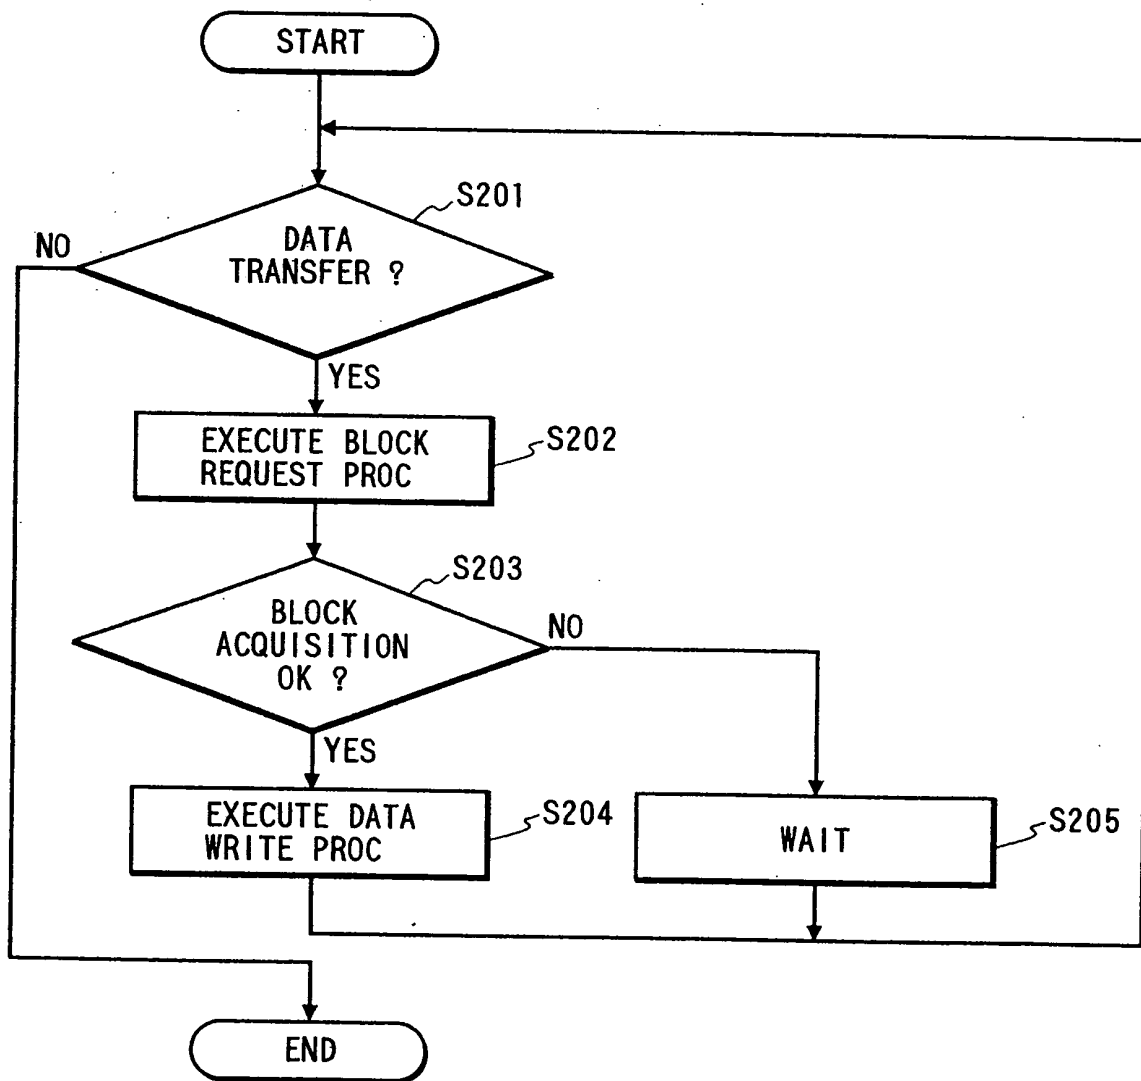 START
S201
NO
DATA
TRANSFER ?
YES
EXECUTE BLOCK
REQUEST PROC
S202
S203
BLOCK
ACQUISITION
OK ?
NO
YES
EXECUTE DATA
WRITE PROC
S204
WAIT
S205
END